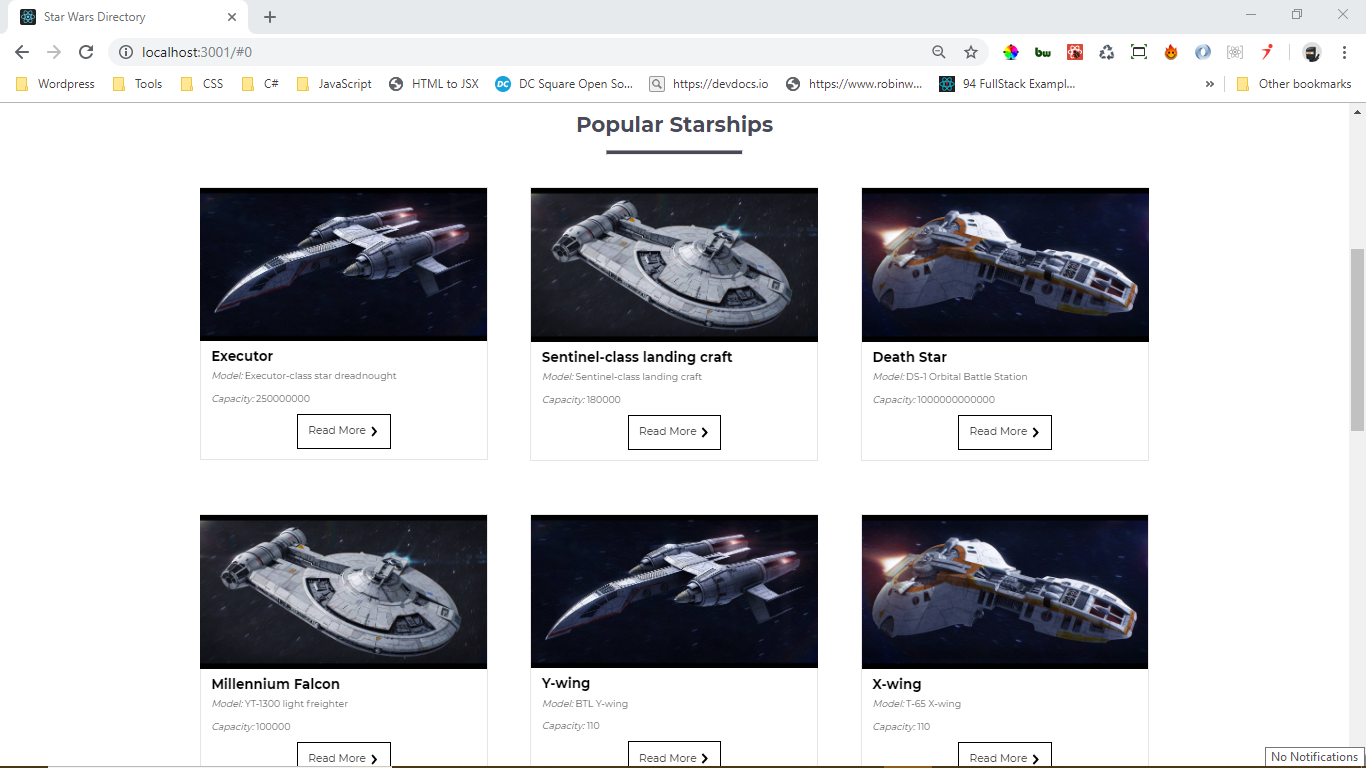 Star Wars Directory
localhost:3001/#0
bw
Wordpress
Tools
CSS
C#
JavaScript
HTML to JSX
DC
DC Square Open So...
https://devdocs.io
https://www.robinw...
94 FullStack Exampl...
»
Other bookmarks
Popular Starships
Executor
Model: Executor-class star dreadnought
Capacity: 250000000
Read More
Sentinel-class landing craft
Model: Sentinel-class landing craft
Capacity: 180000
Read More
Death Star
Model: DS-1 Orbital Battle Station
Capacity: 1000000000000
Read More
Millennium Falcon
Model: YT-1300 light freighter
Capacity: 100000
Read More
Y-wing
Model: BTL Y-wing
Capacity: 110
Read More
X-wing
Model: T-65 X-wing
Capacity: 110
Read More
No Notifications